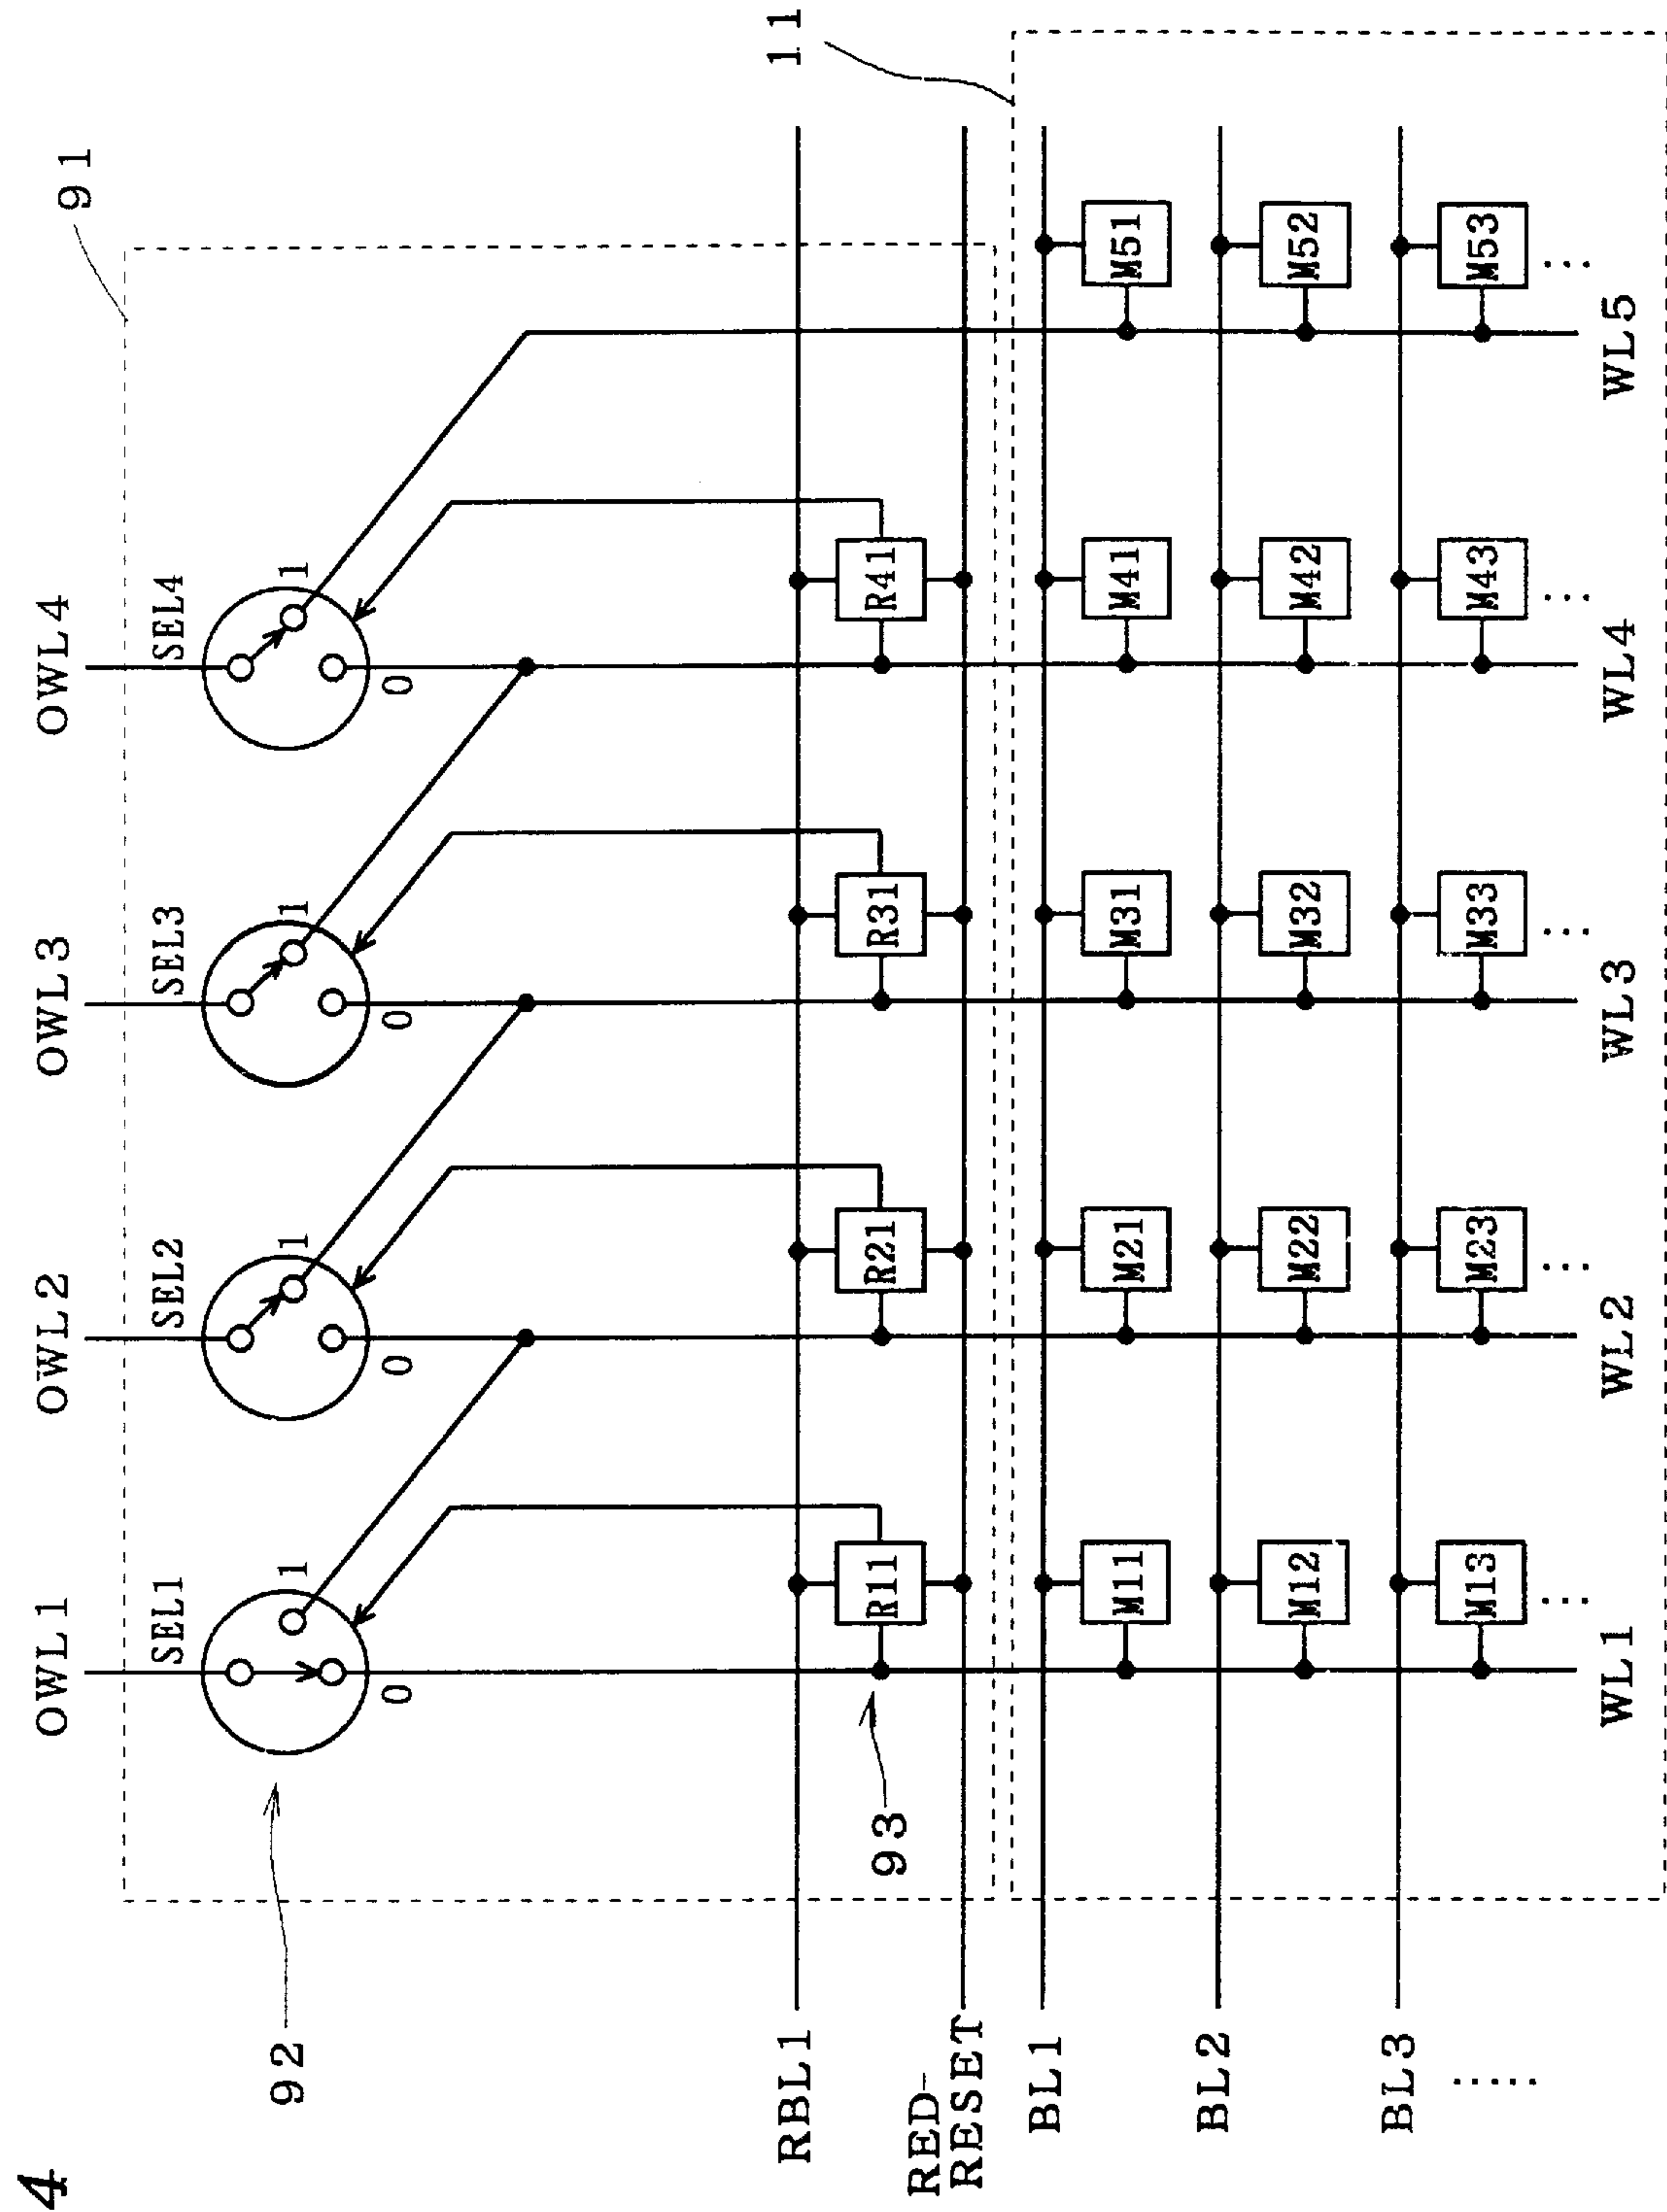 4
91
11
OWL1 OWL2 OWL3 OWL4
SEL1 SEL2 SEL3 SEL4
1 1 1 1
0 0 0 0
92
RBL1
R11 R21 R31 R41
93
RED-
RESET
BL1
M11 M21 M31 M41 M51
BL2
M12 M22 M32 M42 M52
BL3
M13 M23 M33 M43 M53
WL1 WL2 WL3 WL4 WL5